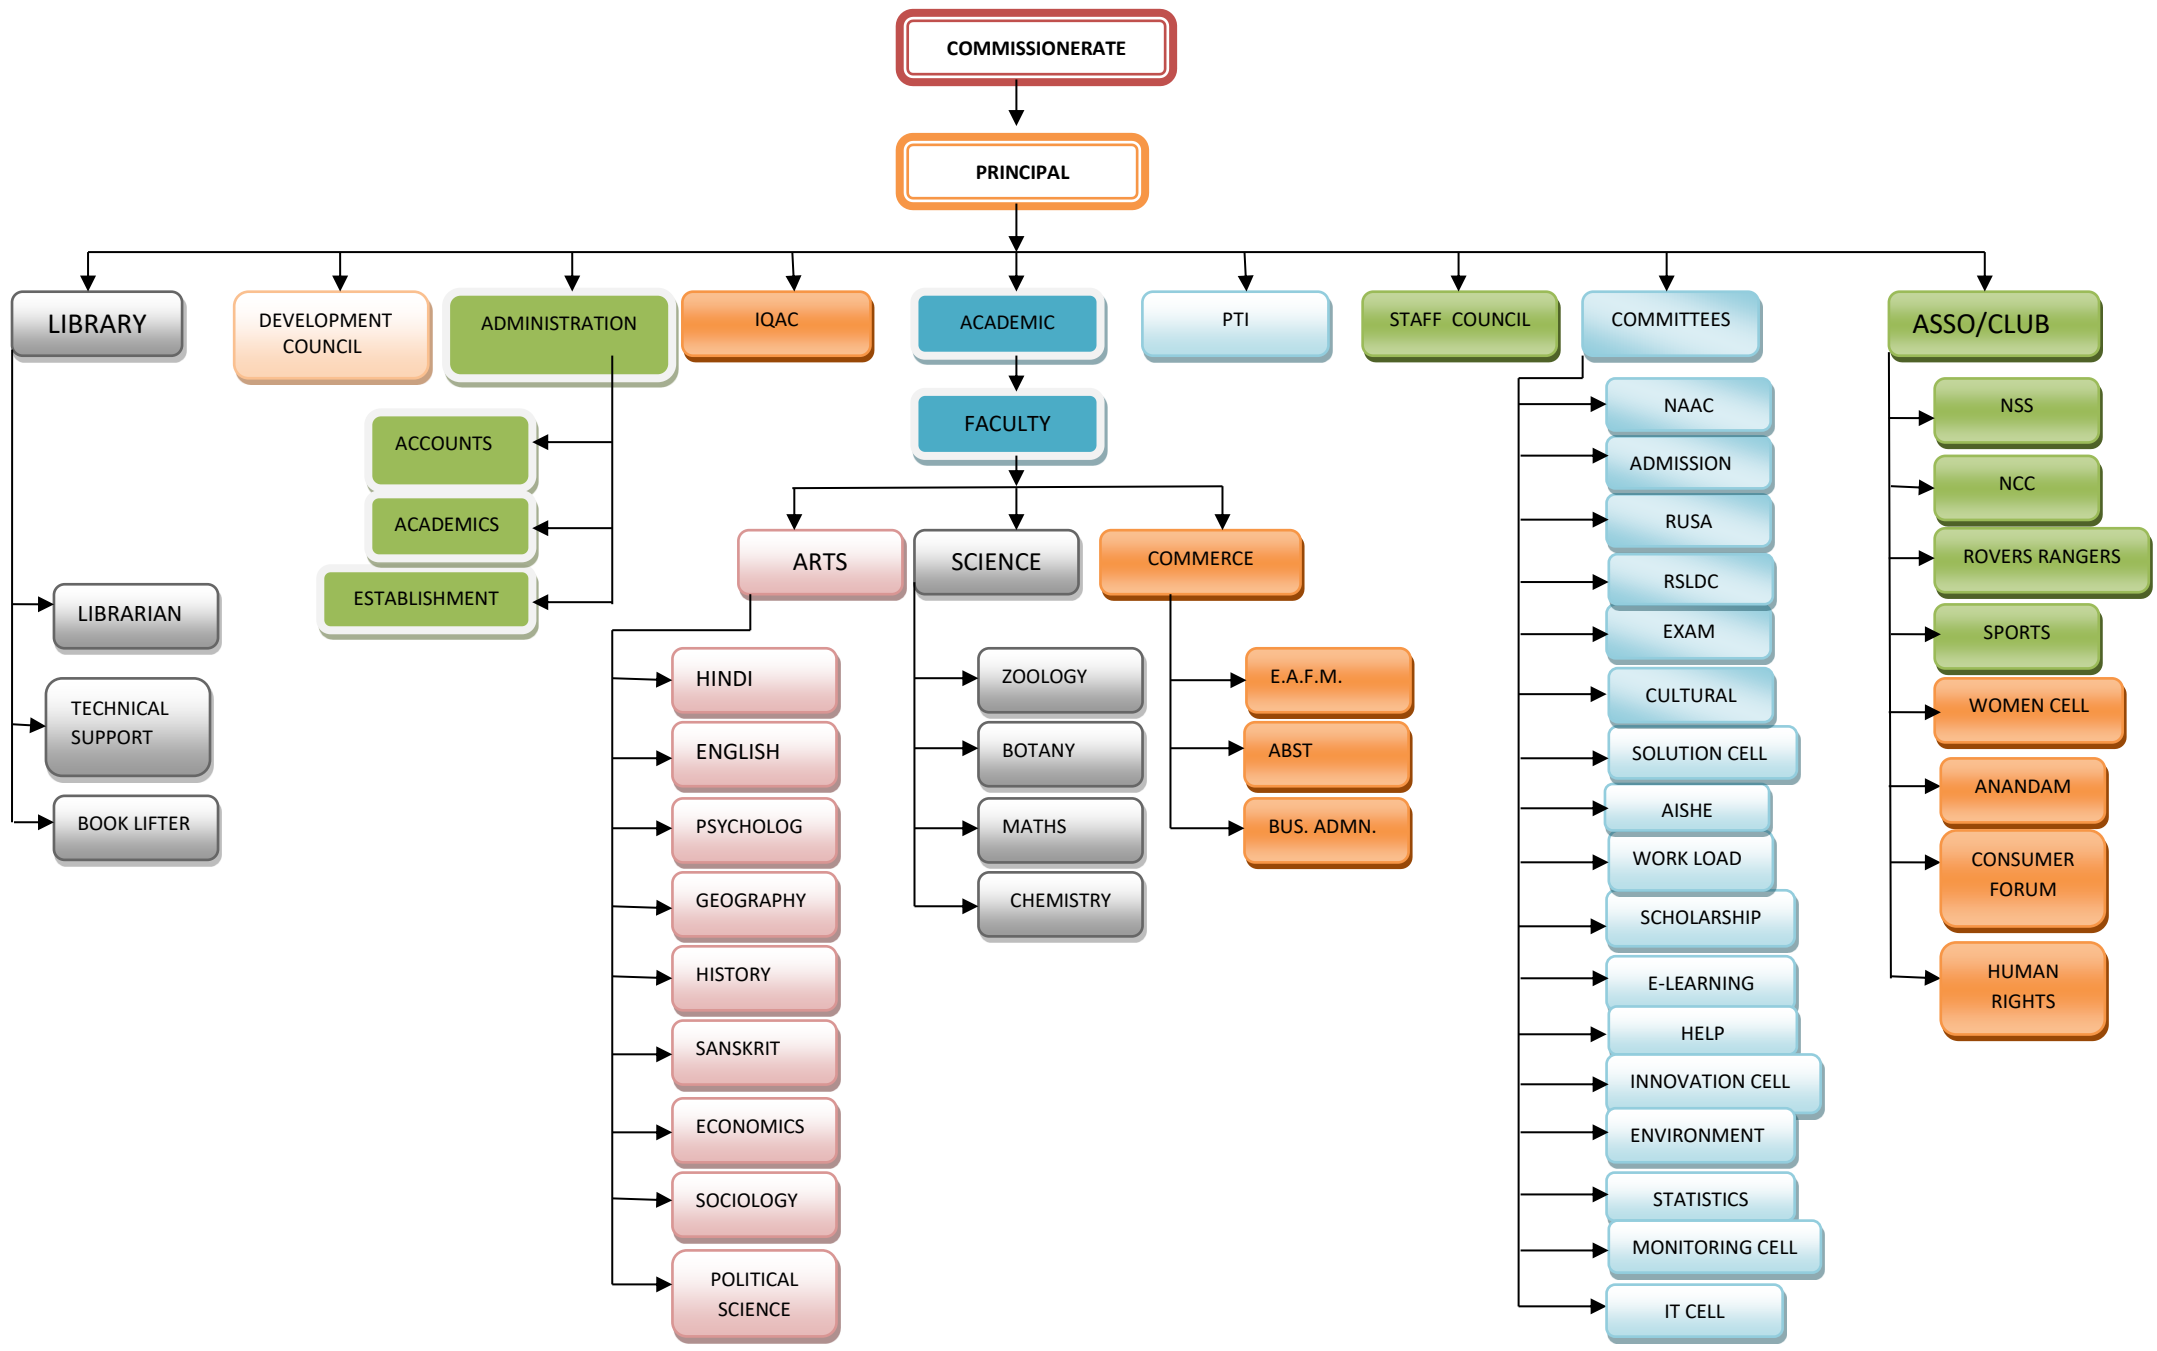 COMMISSIONERATE
PRINCIPAL
LIBRARY
DEVELOPMENT
COUNCIL
ADMINISTRATION
IQAC
ACADEMIC
PTI
STAFF COUNCIL
COMMITTEES
ASSO/CLUB
LIBRARIAN
TECHNICAL
SUPPORT
BOOK LIFTER
ACCOUNTS
ACADEMICS
ESTABLISHMENT
FACULTY
ARTS
SCIENCE
COMMERCE
HINDI
ENGLISH
PSYCHOLOG
GEOGRAPHY
HISTORY
SANSKRIT
ECONOMICS
SOCIOLOGY
POLITICAL
SCIENCE
ZOOLOGY
BOTANY
MATHS
CHEMISTRY
E.A.F.M.
ABST
BUS. ADMN.
NAAC
ADMISSION
RUSA
RSLDC
EXAM
CULTURAL
SOLUTION CELL
AISHE
WORK LOAD
SCHOLARSHIP
E-LEARNING
HELP
INNOVATION CELL
ENVIRONMENT
STATISTICS
MONITORING CELL
IT CELL
NSS
NCC
ROVERS RANGERS
SPORTS
WOMEN CELL
ANANDAM
CONSUMER
FORUM
HUMAN
RIGHTS